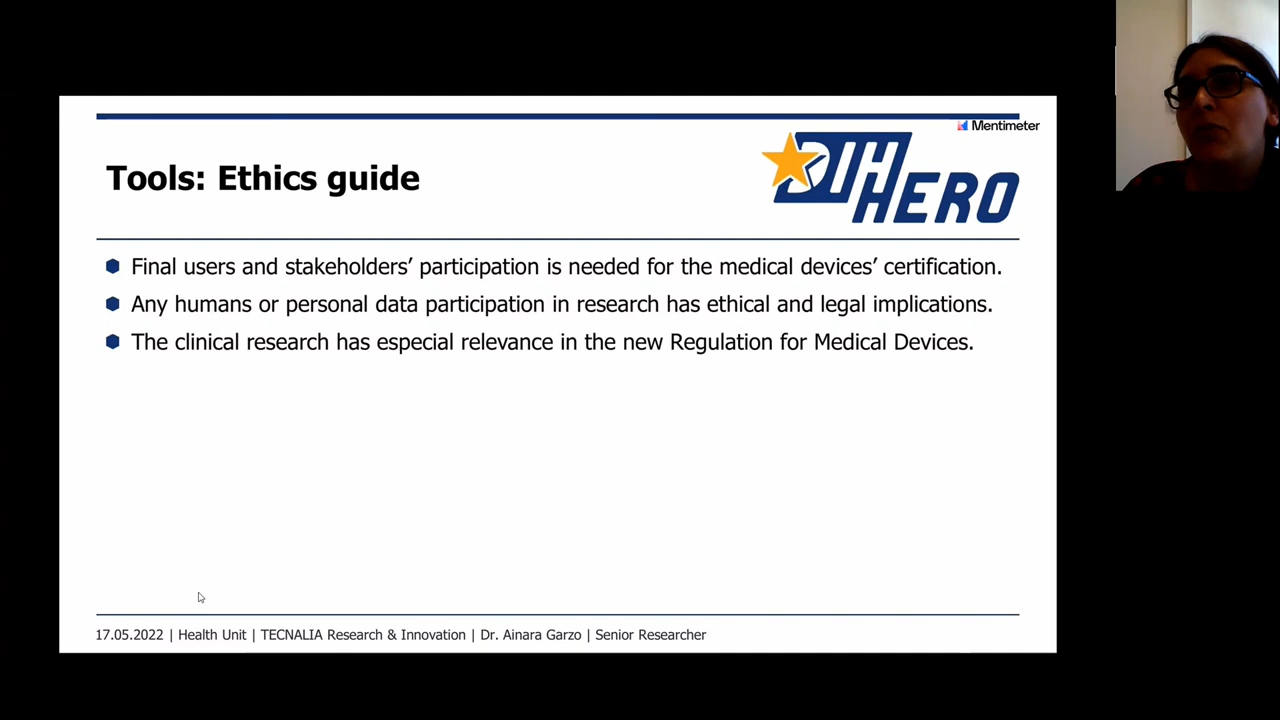 Mentimeter
DIH
HERO
Tools: Ethics guide
Final users and stakeholders’ participation is needed for the medical devices’ certification.
Any humans or personal data participation in research has ethical and legal implications.
The clinical research has especial relevance in the new Regulation for Medical Devices.
17.05.2022 | Health Unit | TECNALIA Research & Innovation | Dr. Ainara Garzo | Senior Researcher